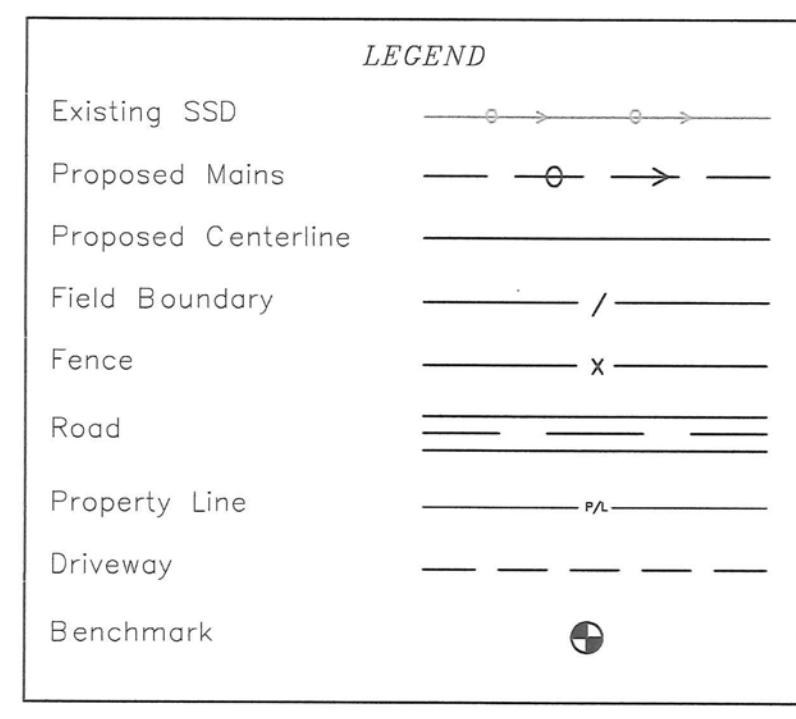 LEGEND
Existing SSD
Proposed Mains
Proposed Centerline
Field Boundary /
Fence X
Road
Property Line P/L
Driveway
Benchmark